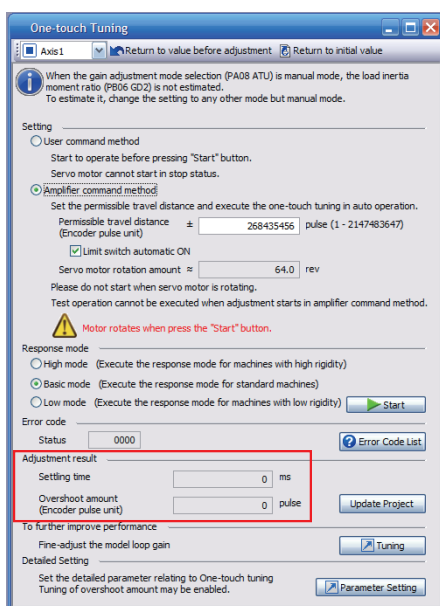 One-touch Tuning
Axis1 Return to value before adjustment Return to initial value
When the gain adjustment mode selection (PA08 ATU) is manual mode, the load inertia
moment ratio (PB06 GD2) is not estimated.
To estimate it, change the setting to any other mode but manual mode.
Setting
User command method
Start to operate before pressing "Start" button.
Servo motor cannot start in stop status.
Amplifier command method
Set the permissible travel distance and execute the one-touch tuning in auto operation.
Permissible travel distance ± 268435456 pulse (1 - 2147483647)
(Encoder pulse unit)
Limit switch automatic ON
Servo motor rotation amount ≈ 64.0 rev
Please do not start when servo motor is rotating.
Test operation cannot be executed when adjustment starts in amplifier command method.
Motor rotates when press the "Start" button.
Response mode
High mode (Execute the response mode for machines with high rigidity)
Basic mode (Execute the response mode for standard machines)
Low mode (Execute the response mode for machines with low rigidity) Start
Error code
Status 0000 Error Code List
Adjustment result
Settling time 0 ms
Overshoot amount 0 pulse Update Project
(Encoder pulse unit)
To further improve performance
Fine-adjust the model loop gain Tuning
Detailed Setting
Set the detailed parameter relating to One-touch tuning
Tuning of overshoot amount may be enabled. Parameter Setting